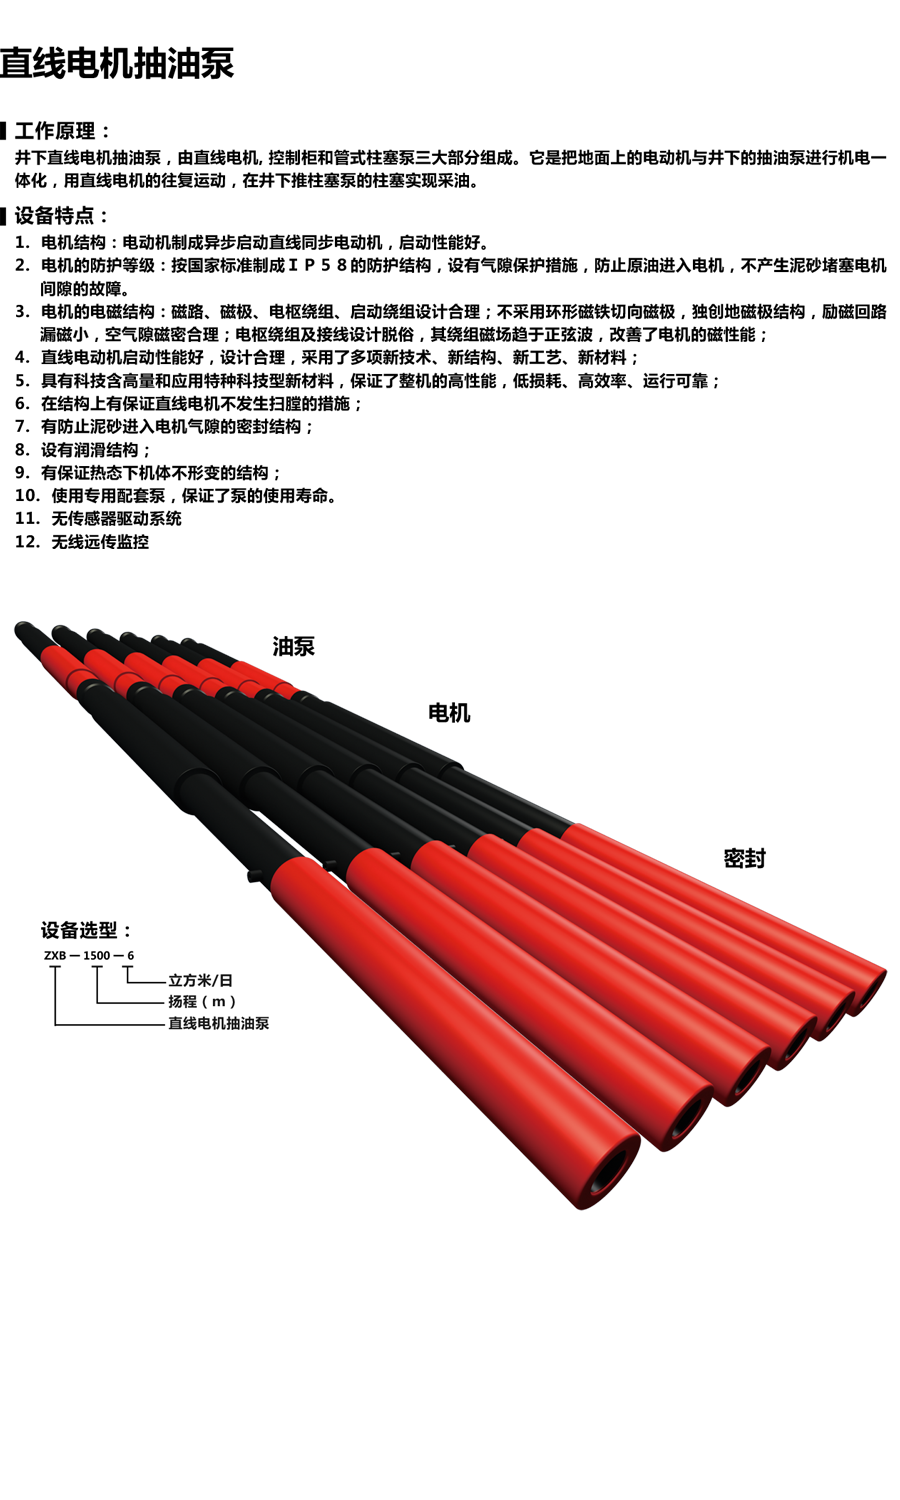 直线电机抽油泵
工作原理：
井下直线电机抽油泵，由直线电机, 控制柜和管式柱塞泵三大部分组成。它是把地面上的电动机与井下的抽油泵进行机电一
体化，用直线电机的往复运动，在井下推柱塞泵的柱塞实现采油。
设备特点：
1. 电机结构：电动机制成异步启动直线同步电动机，启动性能好。
2. 电机的防护等级：按国家标准制成ＩＰ５８的防护结构，设有气隙保护措施，防止原油进入电机，不产生泥砂堵塞电机
间隙的故障。
3. 电机的电磁结构：磁路、磁极、电枢绕组、启动绕组设计合理；不采用环形磁铁切向磁极，独创地磁极结构，励磁回路
漏磁小，空气隙磁密合理；电枢绕组及接线设计脱俗，其绕组磁场趋于正弦波，改善了电机的磁性能；
4. 直线电动机启动性能好，设计合理，采用了多项新技术、新结构、新工艺、新材料；
5. 具有科技含高量和应用特种科技型新材料，保证了整机的高性能，低损耗、高效率、运行可靠；
6. 在结构上有保证直线电机不发生扫膛的措施；
7. 有防止泥砂进入电机气隙的密封结构；
8. 设有润滑结构；
9. 有保证热态下机体不形变的结构；
10. 使用专用配套泵，保证了泵的使用寿命。
11. 无传感器驱动系统
12. 无线远传监控
油泵
电机
密封
设备选型：
ZXB — 1500 — 6
立方米/日
扬程（m）
直线电机抽油泵